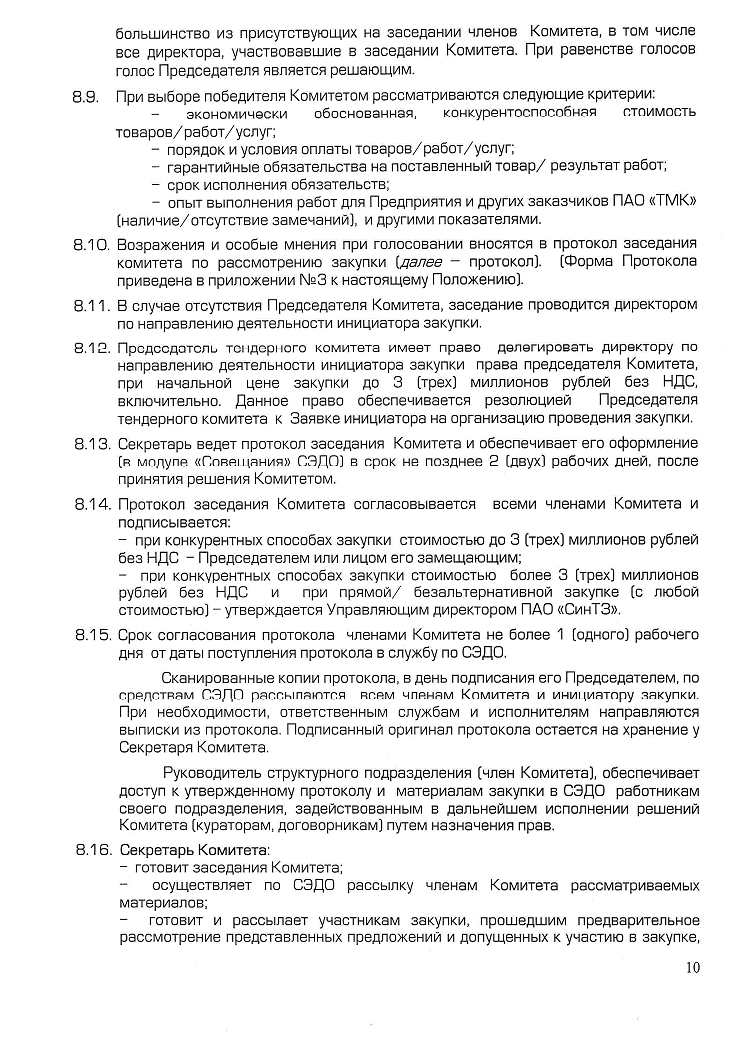 большинство из присутствующих на заседании членов Комитета, в том числе
все директора, участвовавшие в заседании Комитета. При равенстве голосов
голос Председателя является решающим.
8.9. При выборе победителя Комитетом рассматриваются следующие критерии:
– экономически обоснованная, конкурентоспособная стоимость
товаров/работ/услуг;
– порядок и условия оплаты товаров/работ/услуг;
– гарантийные обязательства на поставленный товар/ результат работ;
– срок исполнения обязательств;
– опыт выполнения работ для Предприятия и других заказчиков ПАО «ТМК»
(наличие/отсутствие замечаний), и другими показателями.
8.10. Возражения и особые мнения при голосовании вносятся в протокол заседания
комитета по рассмотрению закупки (далее – протокол). (Форма Протокола
приведена в приложении №3 к настоящему Положению).
8.11. В случае отсутствия Председателя Комитета, заседание проводится директором
по направлению деятельности инициатора закупки.
8.12. Председатель тендерного комитета имеет право делегировать директору по
направлению деятельности инициатора закупки права председателя Комитета,
при начальной цене закупки до 3 (трех) миллионов рублей без НДС,
включительно. Данное право обеспечивается резолюцией Председателя
тендерного комитета к Заявке инициатора на организацию проведения закупки.
8.13. Секретарь ведет протокол заседания Комитета и обеспечивает его оформление
(в модуле «Совещания» СЭДО) в срок не позднее 2 (двух) рабочих дней, после
принятия решения Комитетом.
8.14. Протокол заседания Комитета согласовывается всеми членами Комитета и
подписывается:
– при конкурентных способах закупки стоимостью до 3 (трех) миллионов рублей
без НДС – Председателем или лицом его замещающим;
– при конкурентных способах закупки стоимостью более 3 (трех) миллионов
рублей без НДС и при прямой/ безальтернативной закупке (с любой
стоимостью) – утверждается Управляющим директором ПАО «СинТЗ».
8.15. Срок согласования протокола членами Комитета не более 1 (одного) рабочего
дня от даты поступления протокола в службу по СЭДО.
Сканированные копии протокола, в день подписания его Председателем, по
средствам СЭДО рассылаются всем членам Комитета и инициатору закупки.
При необходимости, ответственным службам и исполнителям направляются
выписки из протокола. Подписанный оригинал протокола остается на хранение у
Секретаря Комитета.
Руководитель структурного подразделения (член Комитета), обеспечивает
доступ к утвержденному протоколу и материалам закупки в СЭДО работникам
своего подразделения, задействованным в дальнейшем исполнении решений
Комитета (кураторам, договорникам) путем назначения прав.
8.16. Секретарь Комитета:
– готовит заседания Комитета;
– осуществляет по СЭДО рассылку членам Комитета рассматриваемых
материалов;
– готовит и рассылает участникам закупки, прошедшим предварительное
рассмотрение представленных предложений и допущенных к участию в закупке,
10